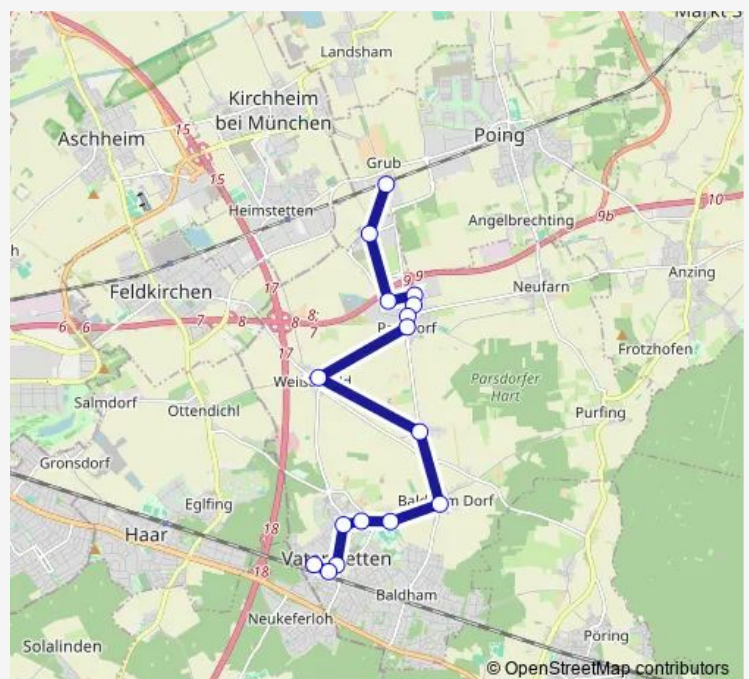 Landsham
Kirchheim
bei München
15
Aschheim
Poing
Grub
15
Heimstetten
Angelbrechting
9b
10
9
9
17
Neufarn
Anzing
Feldkirchen
6
6
7
8
8;
8
7
17
Frotzhofen
Salmdorf
Ottendichl
Parsdorfer
Hart
Purfing
Gronsdorf
Eglfing
18
Haar
18
Baldham
Neukeferloh
Solalinden
Pöring
© OpenStreetMap contributors